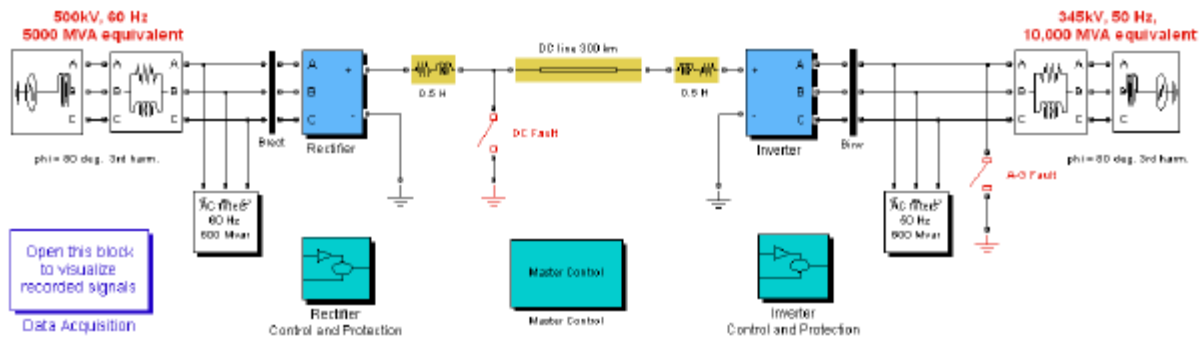 500kV, 60 Hz
5000 MVA equivalent
345kV, 50 Hz,
10,000 MVA equivalent
DC line 300 km
A
B
C
A
B
C
A
B
C
+
-
+
-
A
B
C
A
B
C
A
B
C
0.5 H
0.5 H
DC Fault
Brect
Rectifier
Inverter
Binv
phi = 80 deg. 3rd harm.
phi = 80 deg. 3rd harm.
A-G Fault
60 Hz
600 Mvar
50 Hz
600 Mvar
Open this block
to visualize
recorded signals
Data Acquisition
Master Control
Rectifier
Control and Protection
Master Control
Inverter
Control and Protection